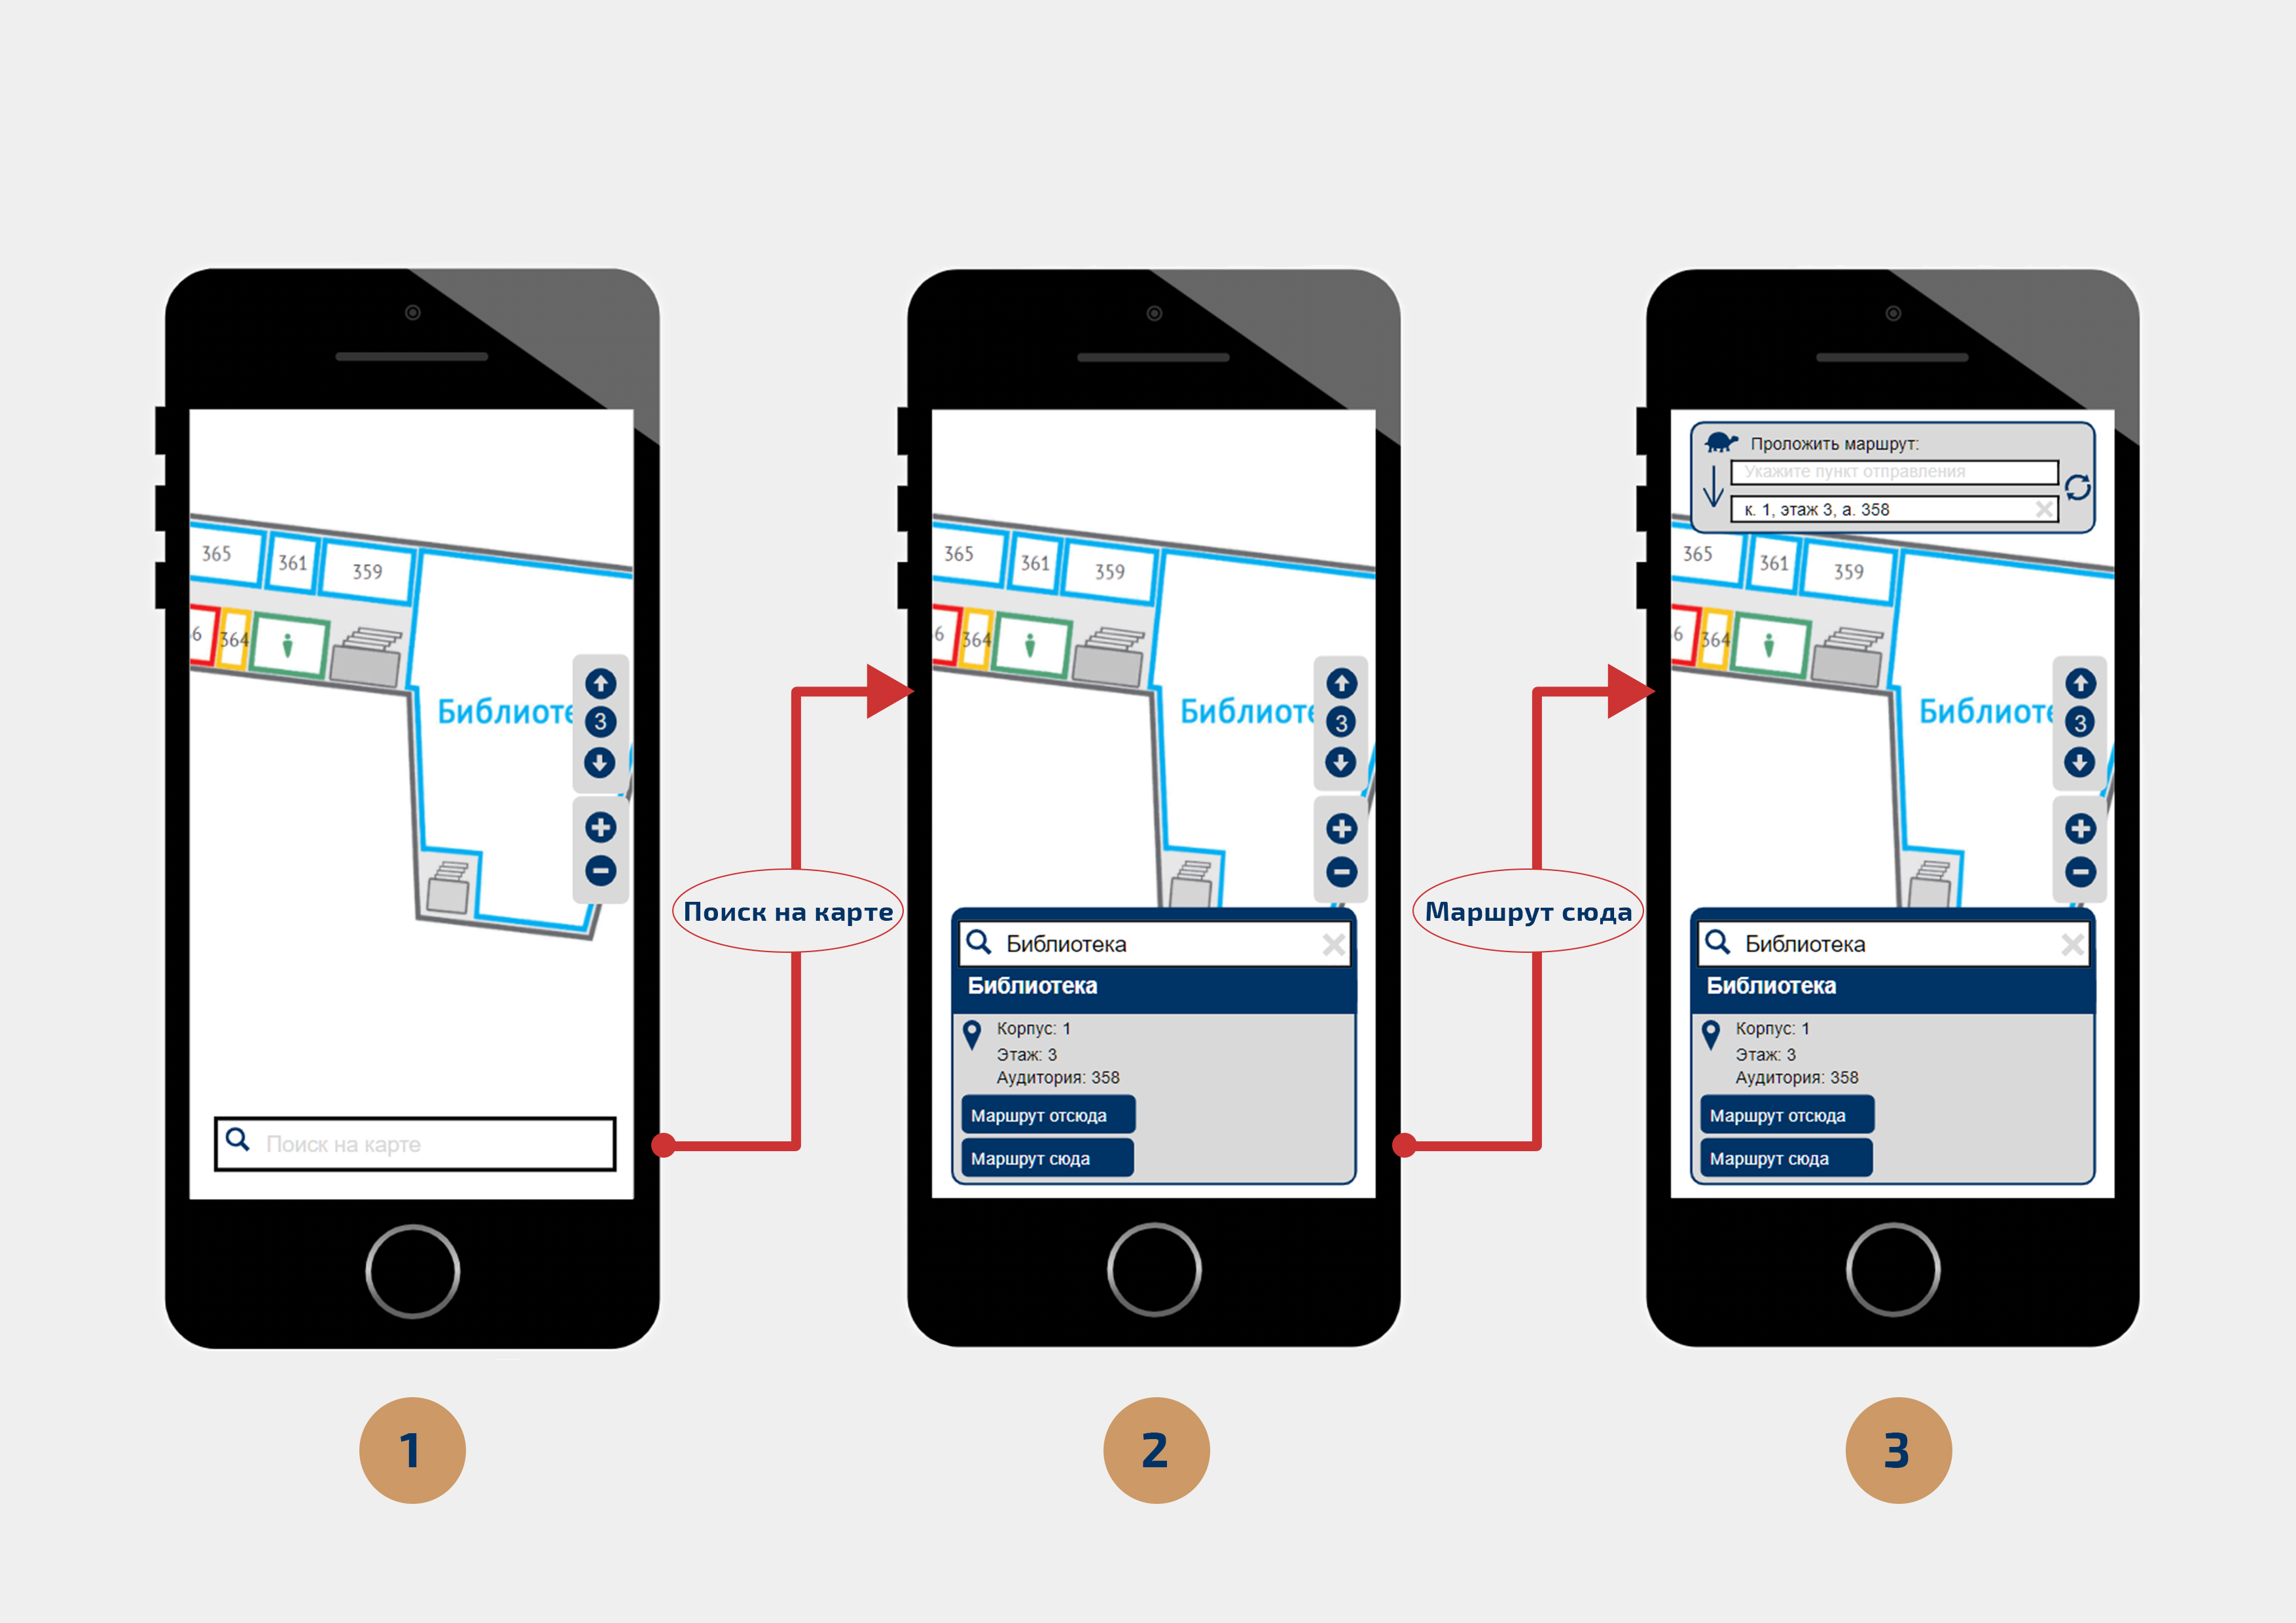 365
361
359
6
364
Библиоте
3
Поиск на карте
1
Поиск на карте
365
361
359
6
364
Библиоте
3
Библиотека
Библиотека
Корпус: 1
Этаж: 3
Аудитория: 358
Маршрут отсюда
Маршрут сюда
2
Маршрут сюда
Проложить маршрут:
Укажите пункт отправления
к. 1, этаж 3, а. 358
365
361
359
6
364
Библиоте
3
Библиотека
Библиотека
Корпус: 1
Этаж: 3
Аудитория: 358
Маршрут отсюда
Маршрут сюда
3